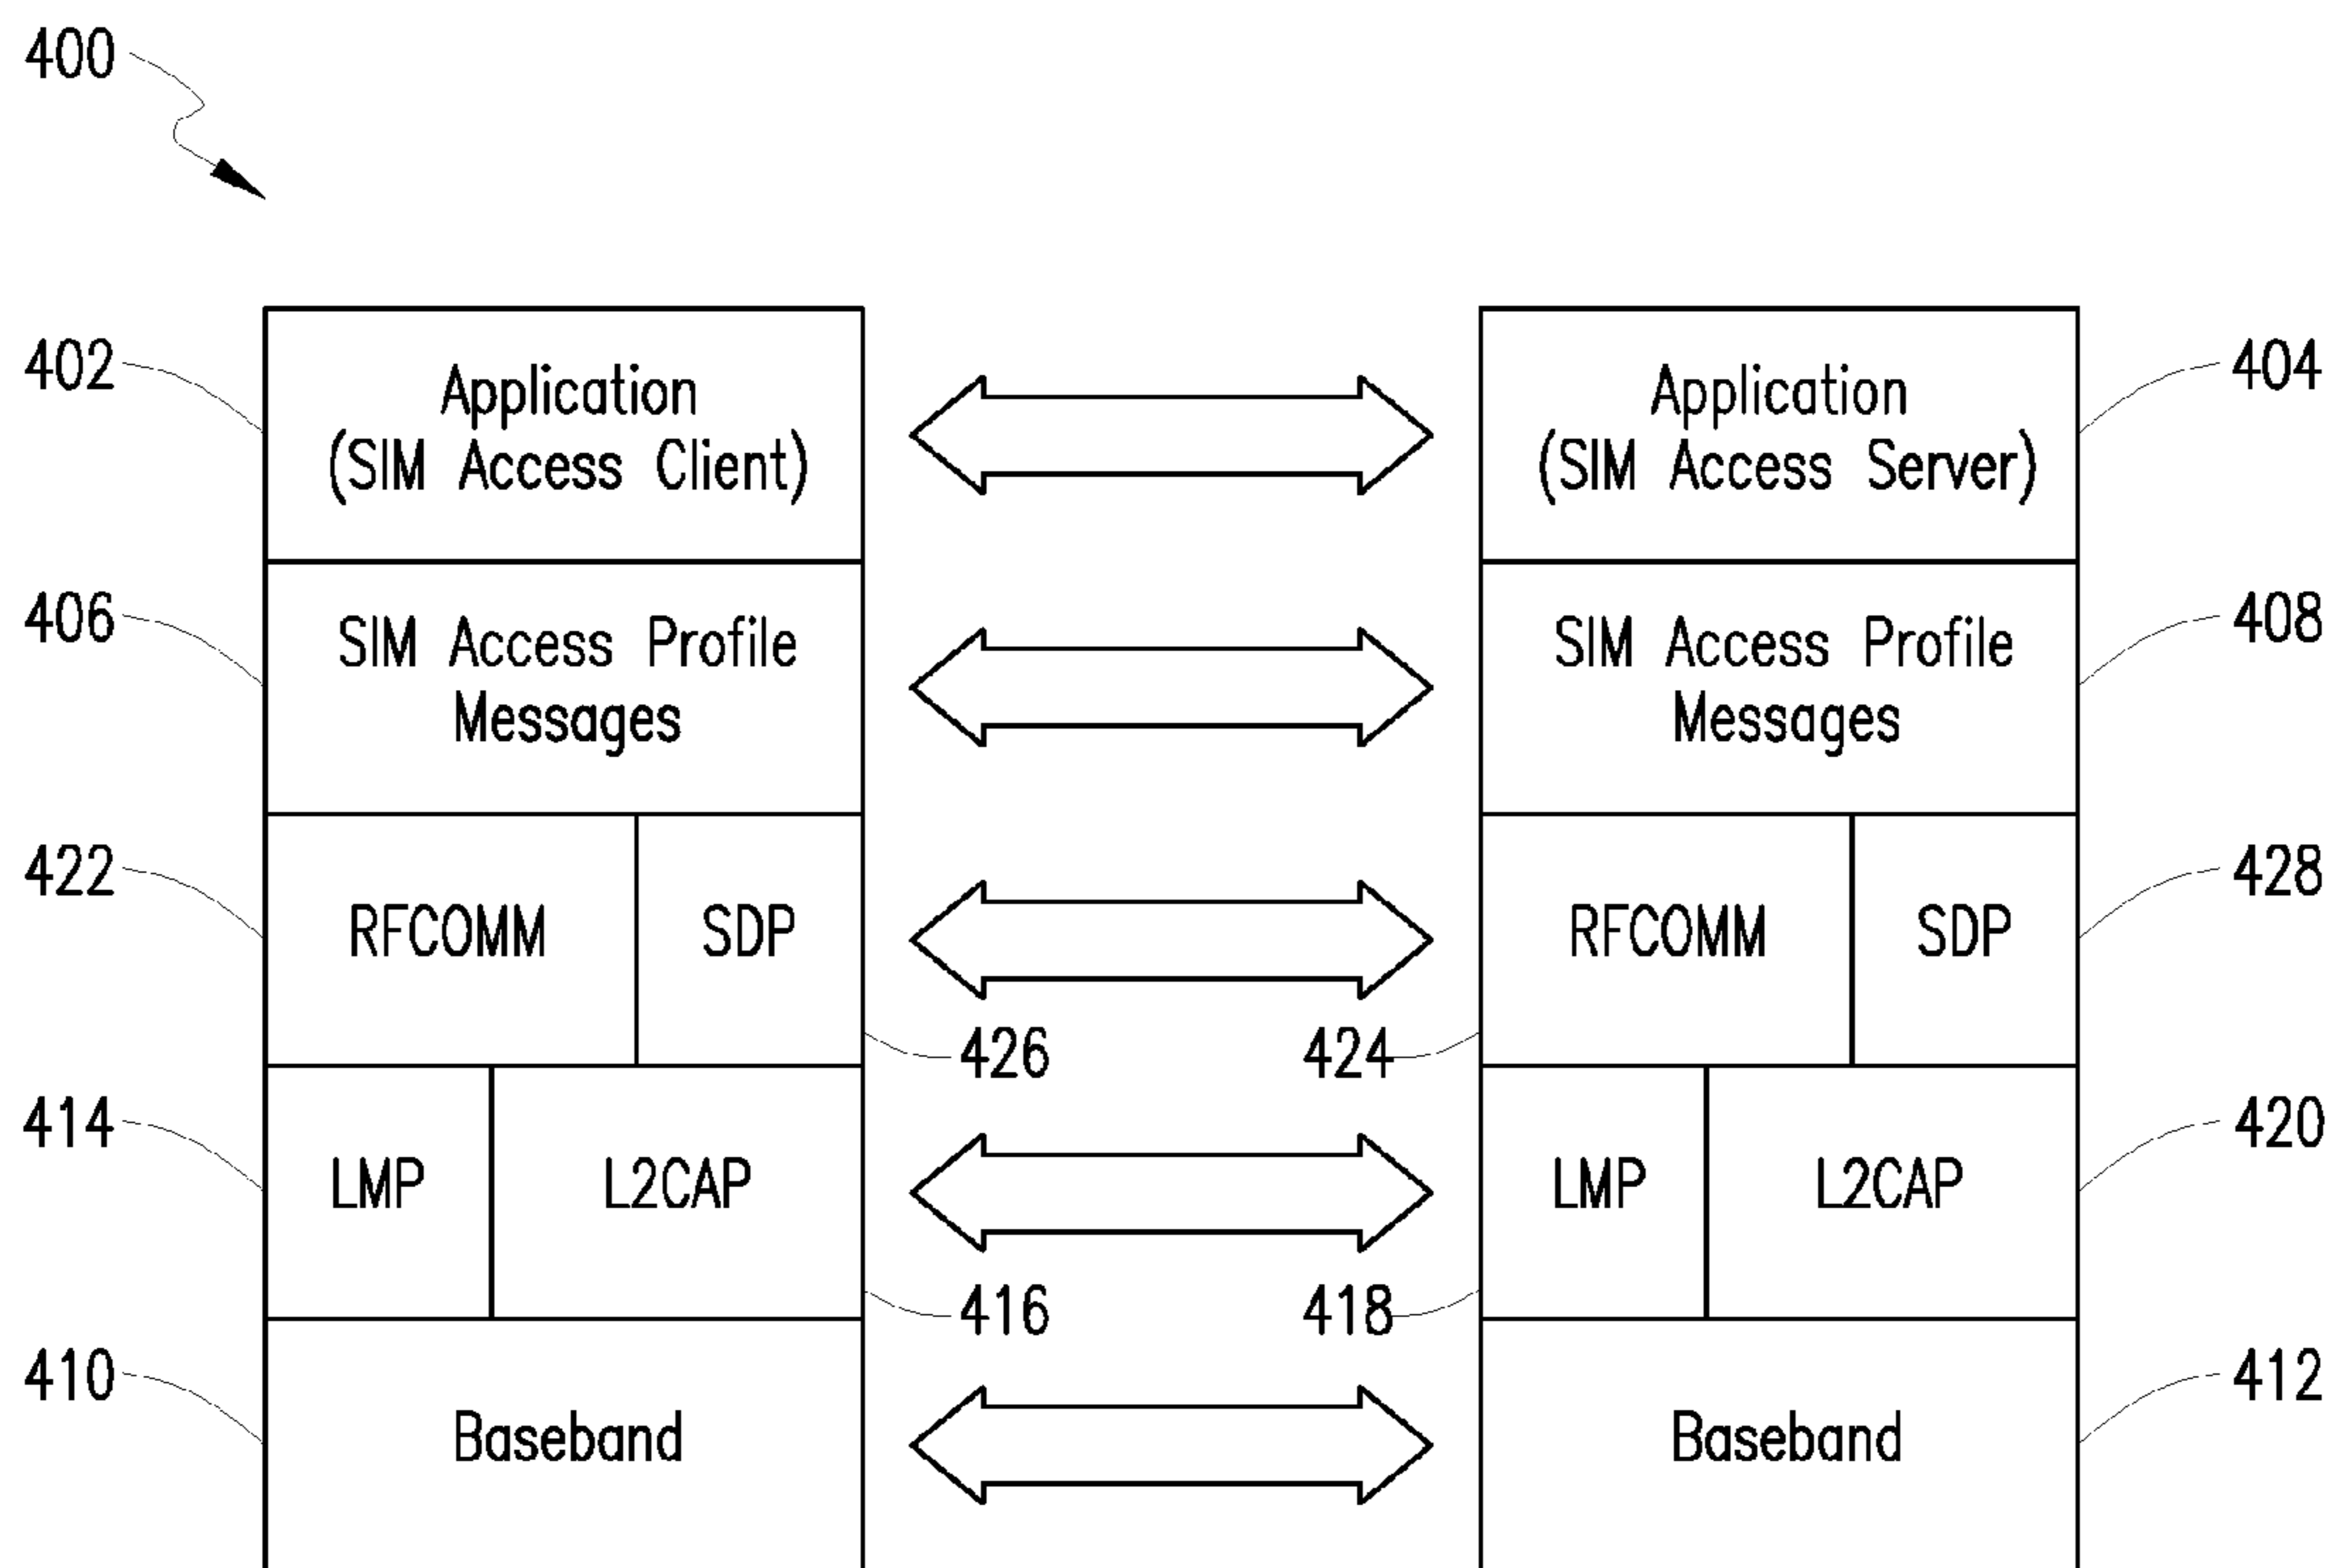 400
402
Application
(SIM Access Client)
Application
(SIM Access Server)
404
406
SIM Access Profile
Messages
SIM Access Profile
Messages
408
422
RFCOMM
SDP
RFCOMM
SDP
428
426
424
414
LMP
L2CAP
LMP
L2CAP
420
416
418
410
Baseband
Baseband
412